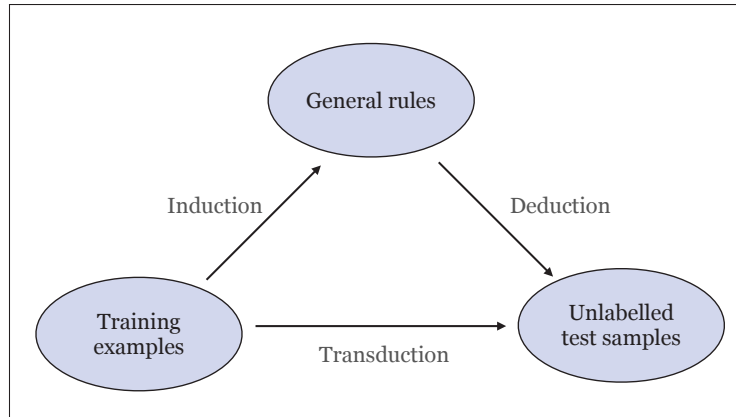 General rules
Induction
Deduction
Training
examples
Unlabelled
test samples
Transduction